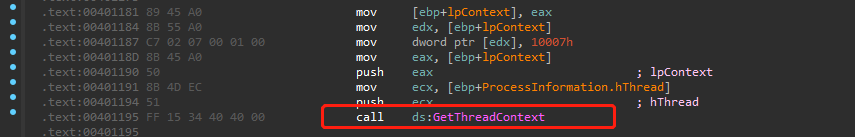 .text:00401181 89 45 A0 mov [ebp+lpContext], eax
.text:00401184 8B 55 A0 mov edx, [ebp+lpContext]
.text:00401187 C7 02 07 00 01 00 mov dword ptr [edx], 10007h
.text:0040118D 8B 45 A0 mov eax, [ebp+lpContext]
.text:00401190 50 push eax ; lpContext
.text:00401191 8B 4D EC mov ecx, [ebp+ProcessInformation.hThread]
.text:00401194 51 push ecx ; hThread
.text:00401195 FF 15 34 40 40 00 call ds:GetThreadContext
.text:00401195